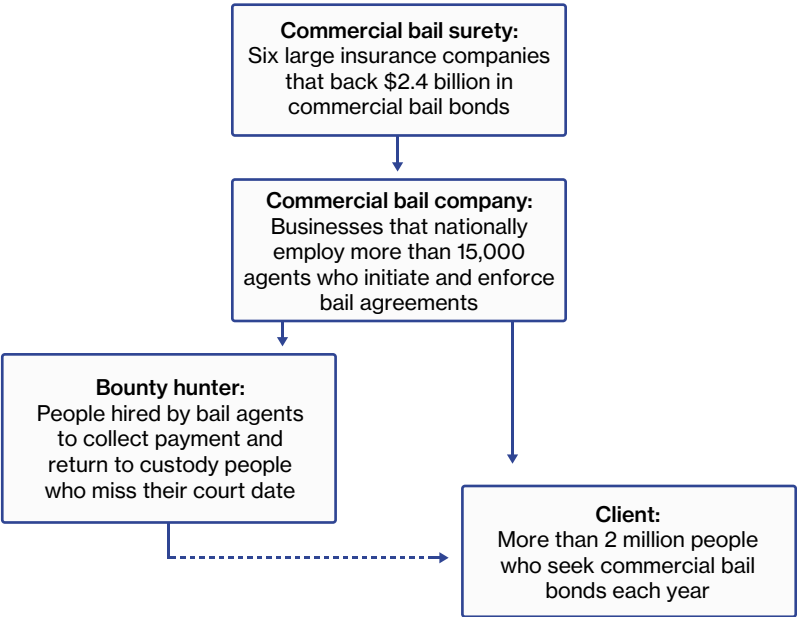 Commercial bail surety:
Six large insurance companies
that back $2.4 billion in
commercial bail bonds
Commercial bail company:
Businesses that nationally
employ more than 15,000
agents who initiate and enforce
bail agreements
Bounty hunter:
People hired by bail agents
to collect payment and
return to custody people
who miss their court date
Client:
More than 2 million people
who seek commercial bail
bonds each year